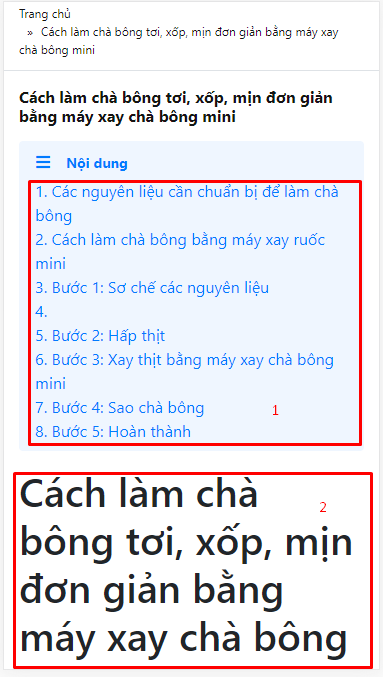 Trang chủ
» Cách làm chà bông tơi, xốp, mịn đơn giản bằng máy xay
chà bông mini
Cách làm chà bông tơi, xốp, mịn đơn giản
bằng máy xay chà bông mini
Nội dung
1. Các nguyên liệu cần chuẩn bị để làm chà
bông
2. Cách làm chà bông bằng máy xay ruốc
mini
3. Bước 1: Sơ chế các nguyên liệu
4.
5. Bước 2: Hấp thịt
6. Bước 3: Xay thịt bằng máy xay chà bông
mini
7. Bước 4: Sao chà bông
1
8. Bước 5: Hoàn thành
Cách làm chà
2
bông tơi, xốp, mịn
đơn giản bằng
máy xay chà bông